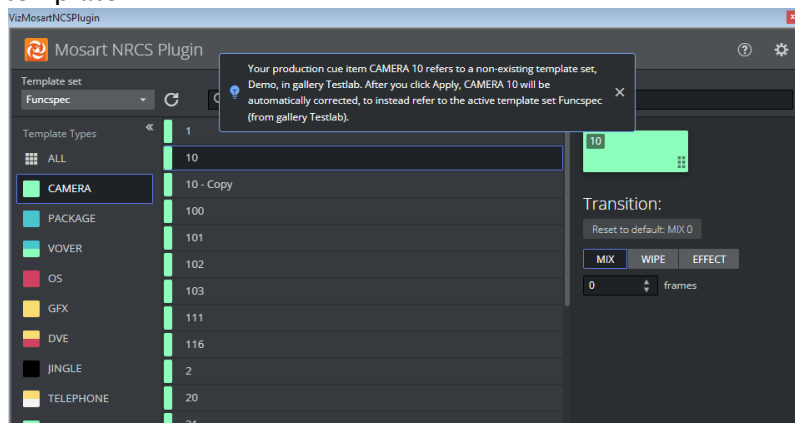 VizMosartNCSPlugin
Mosart NRCS Plugin
Your production cue item CAMERA 10 refers to a non-existing template set,
Demo, in gallery Testlab. After you click Apply, CAMERA 10 will be
automatically corrected, to instead refer to the active template set Funcspec
(from gallery Testlab).
Template set
Funcspec
Template Types
ALL
CAMERA
PACKAGE
VOVER
OS
GFX
DVE
JINGLE
TELEPHONE
1
10
10 - Copy
100
101
102
103
111
116
2
20
10
Transition:
Reset to default: MIX 0
MIX WIPE EFFECT
0 frames